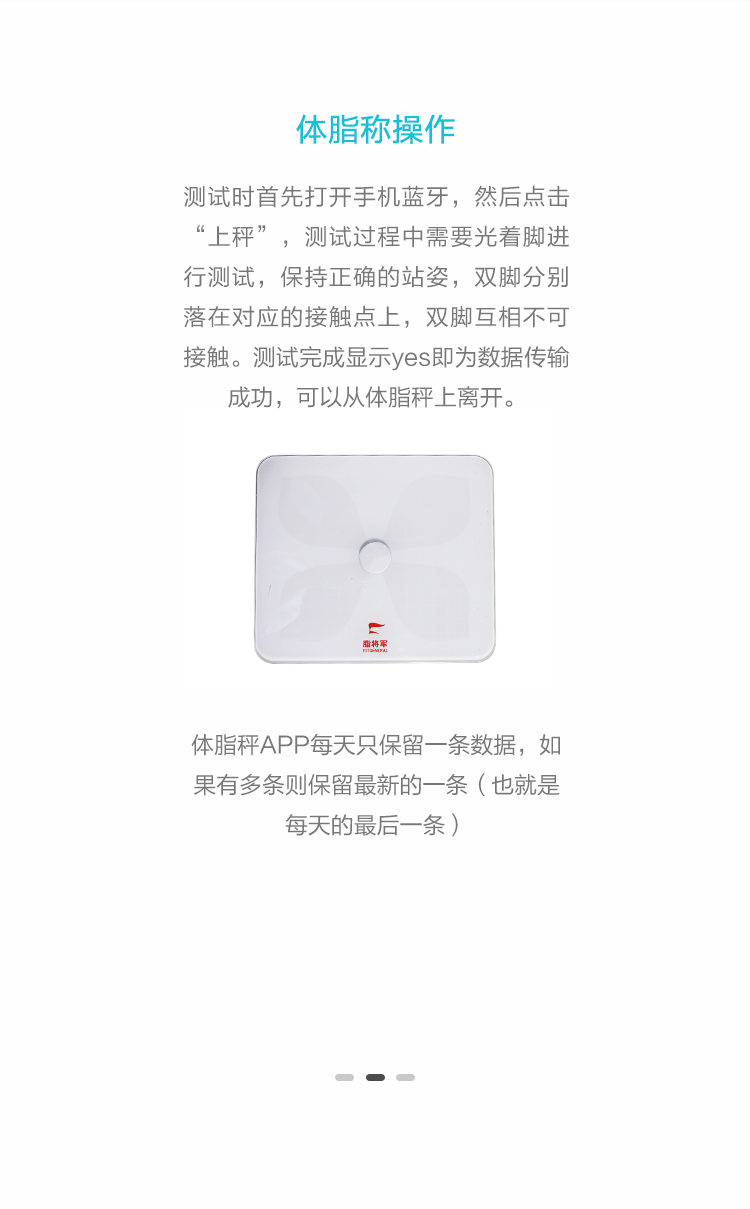 体脂称操作
测试时首先打开手机蓝牙，然后点击
“上秤”，测试过程中需要光着脚进
行测试，保持正确的站姿，双脚分别
落在对应的接触点上，双脚互相不可
接触。测试完成显示yes即为数据传输
成功，可以从体脂秤上离开。
脂将军
FITGENERAL
体脂秤APP每天只保留一条数据，如
果有多条则保留最新的一条（也就是
每天的最后一条）